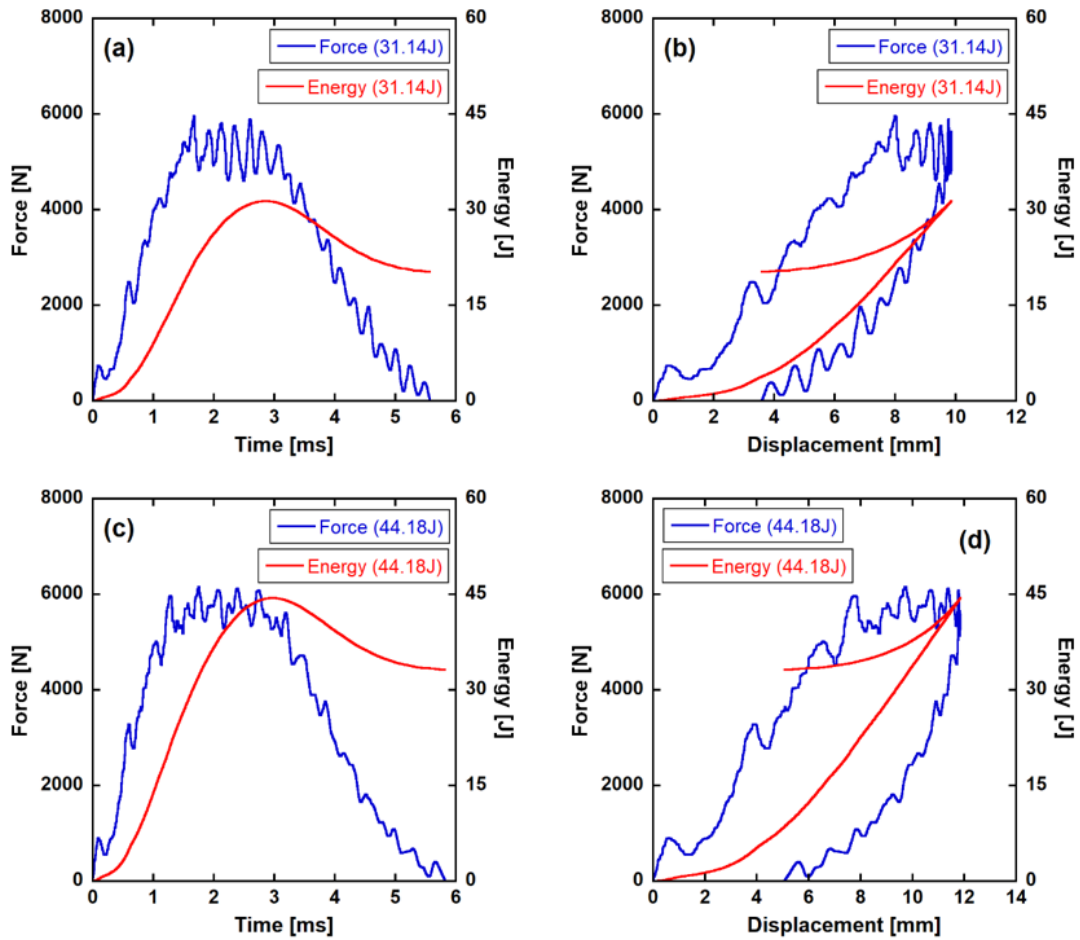 (a)
Force (31.14J)
Energy (31.14J)
8000
6000
4000
2000
0
60
45
30
15
0
Force [N]
Energy [J]
0 1 2 3 4 5 6
Time [ms]
(b)
Force (31.14J)
Energy (31.14J)
8000
6000
4000
2000
0
60
45
30
15
0
Force [N]
Energy [J]
0 2 4 6 8 10 12
Displacement [mm]
(c)
Force (44.18J)
Energy (44.18J)
8000
6000
4000
2000
0
60
45
30
15
0
Force [N]
Energy [J]
0 1 2 3 4 5 6
Time [ms]
(d)
Force (44.18J)
Energy (44.18J)
8000
6000
4000
2000
0
60
45
30
15
0
Force [N]
Energy [J]
0 2 4 6 8 10 12 14
Displacement [mm]